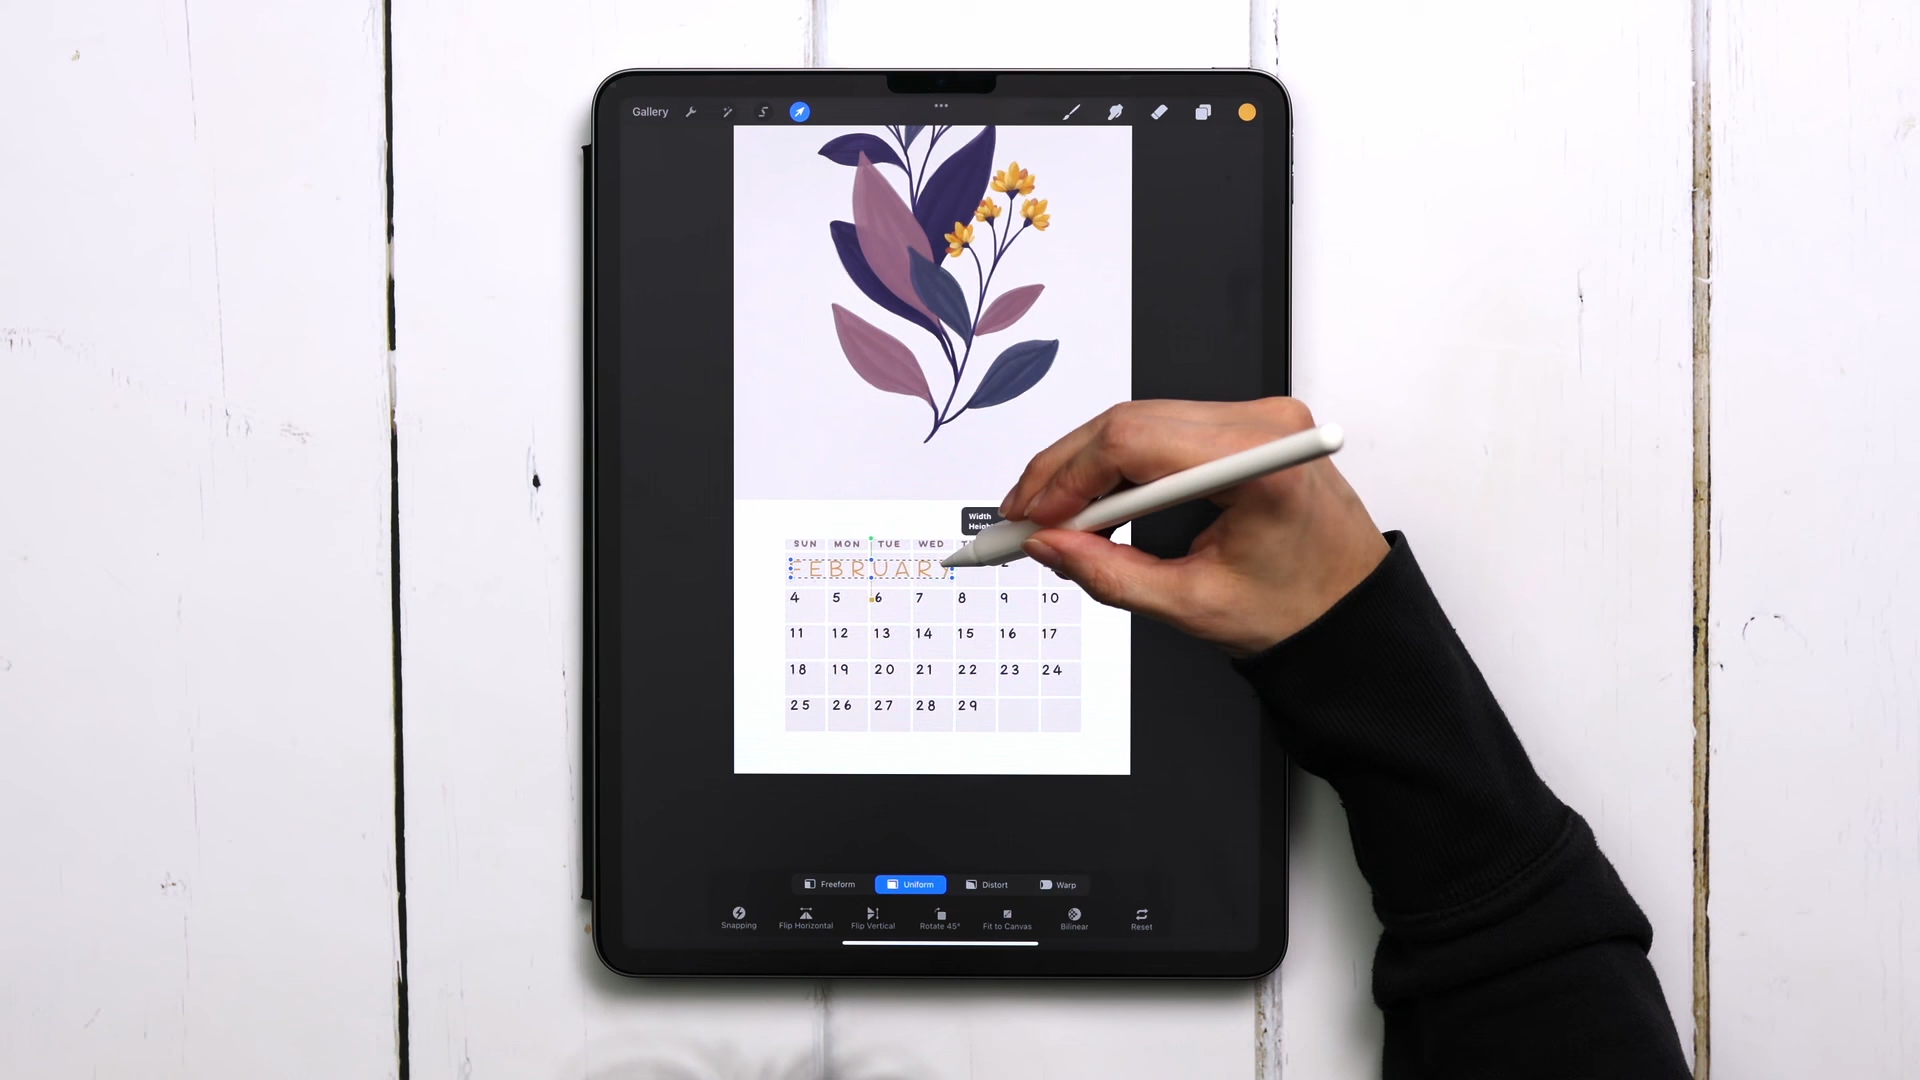 Gallery
Width
SUN MON TUE WED
FEBRUARY 2
4 5 6 7 8 9 10
11 12 13 14 15 16 17
18 19 20 21 22 23 24
25 26 27 28 29
Freeform Uniform Distort Warp
Snapping Flip Horizontal Flip Vertical Rotate 45° Fit to Canvas Bilinear Reset